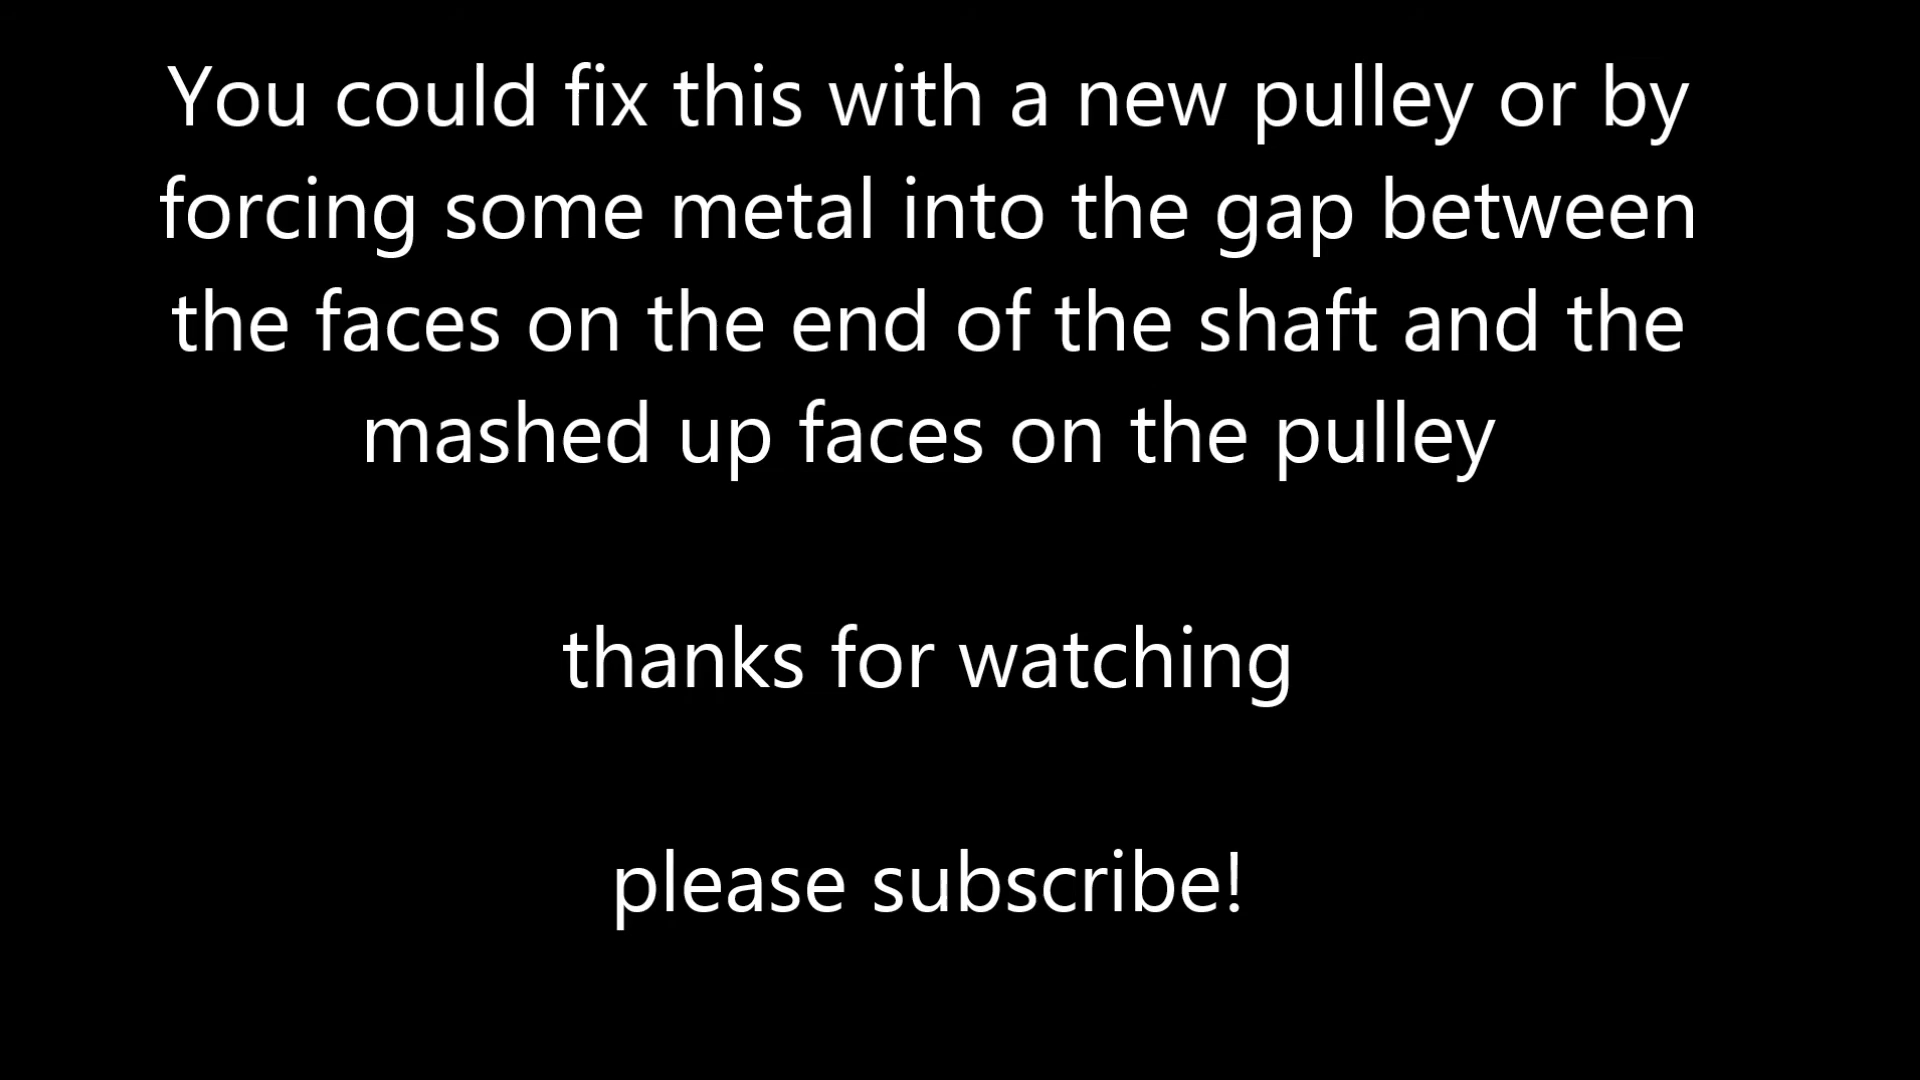 You could fix this with a new pulley or by
forcing some metal into the gap between
the faces on the end of the shaft and the
mashed up faces on the pulley
thanks for watching
please subscribe!